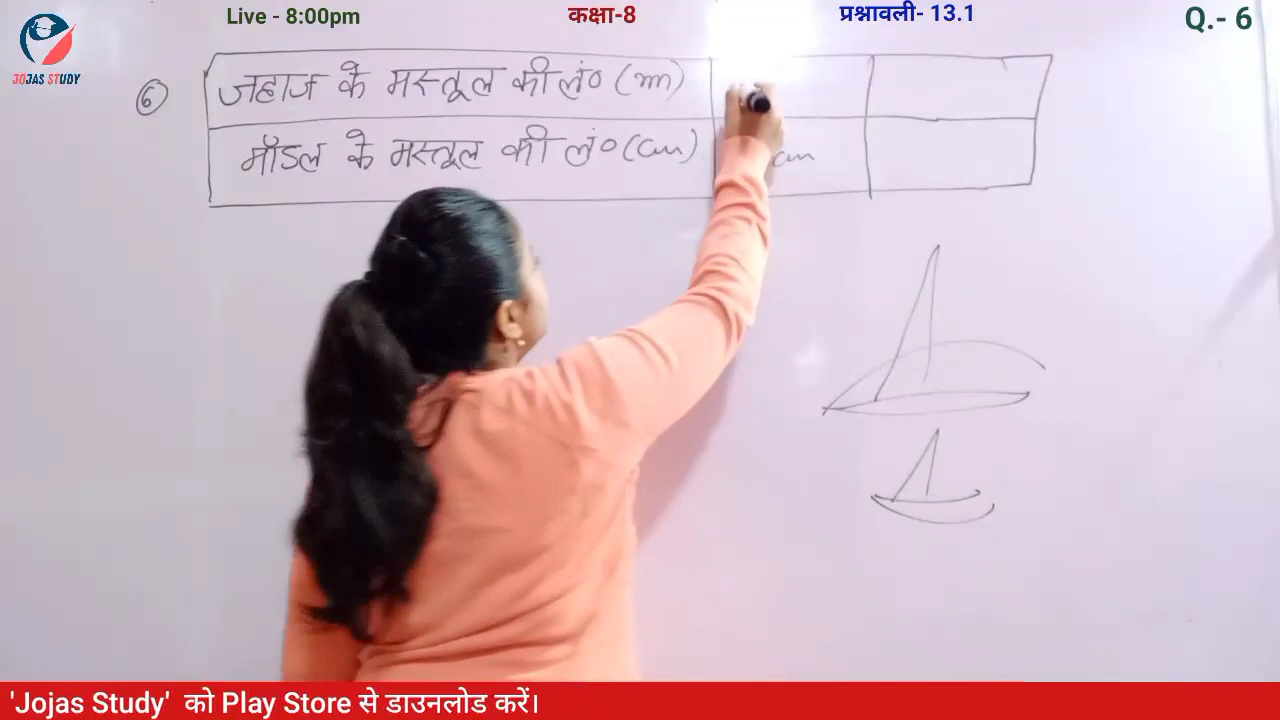 Live - 8:00pm
कक्षा-8
प्रश्नावली- 13.1
Q.- 6
JOJAS STUDY
6 जहाज के मस्तूल की लं० (m)
मॉडल के मस्तूल की लं० (cm) cm
'Jojas Study' को Play Store से डाउनलोड करें।